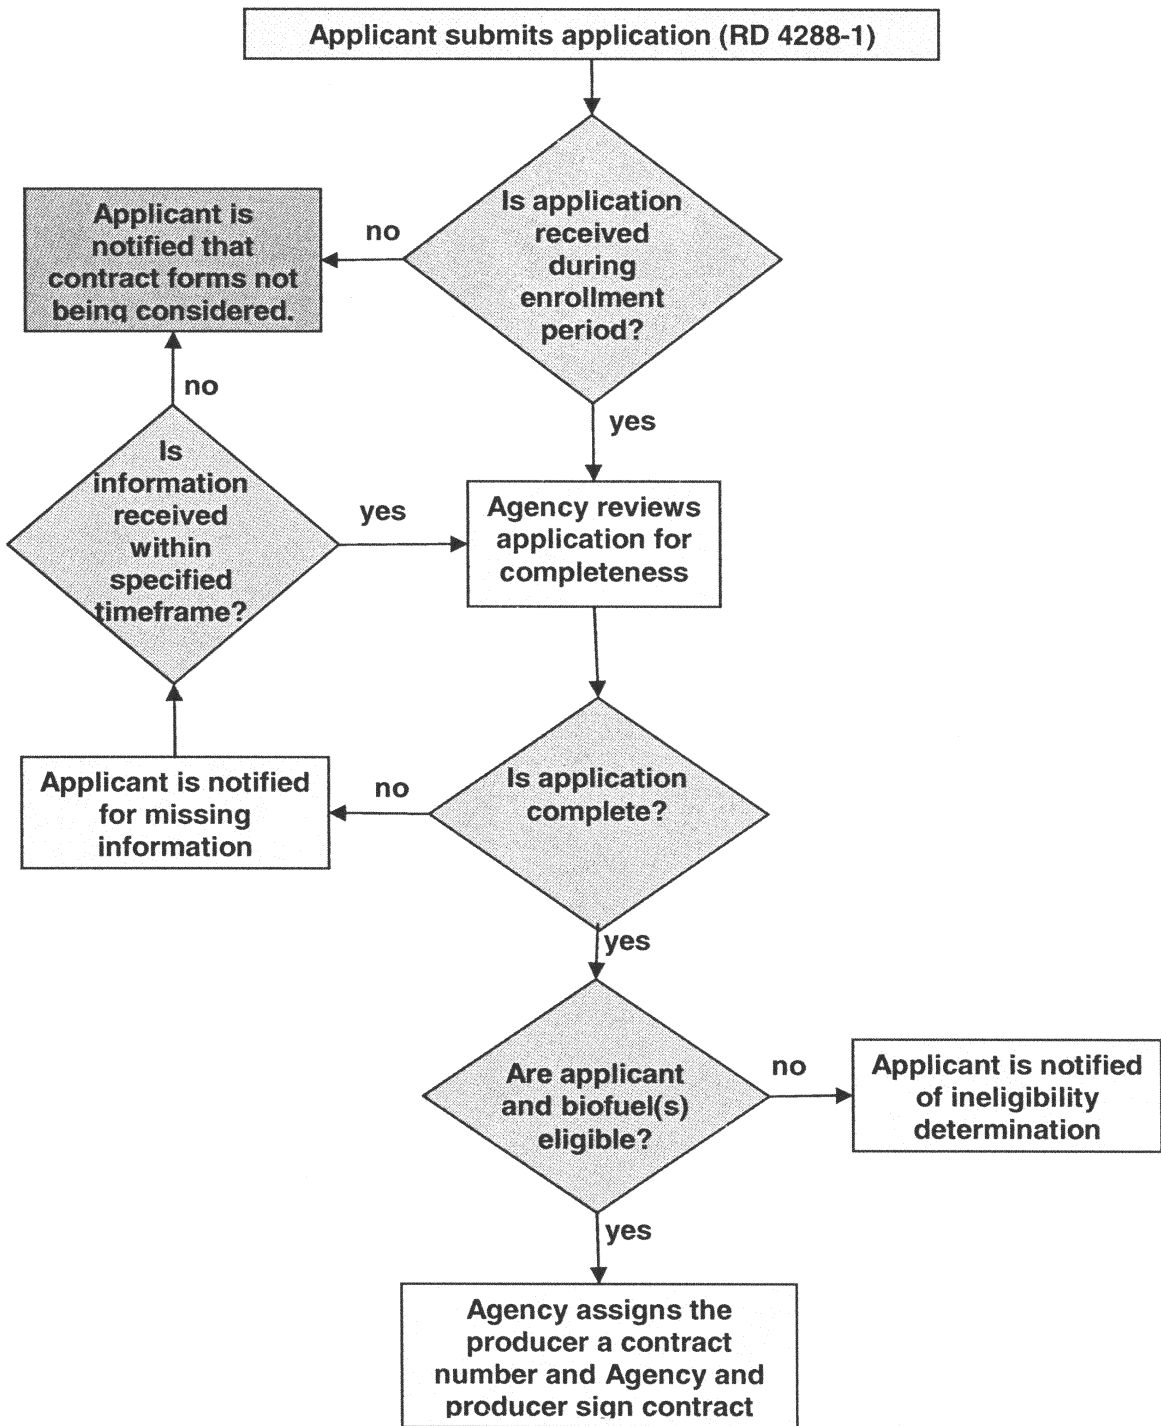 Applicant submits application (RD 4288-1)
Is application
received
during
enrollment
period?
no
Applicant is
notified that
contract forms not
being considered.
no
yes
Is
information
received
within
specified
timeframe?
yes
Agency reviews
application for
completeness
Applicant is notified
for missing
information
no
Is application
complete?
yes
Are applicant
and biofuel(s)
eligible?
no
Applicant is notified
of ineligibility
determination
yes
Agency assigns the
producer a contract
number and Agency and
producer sign contract